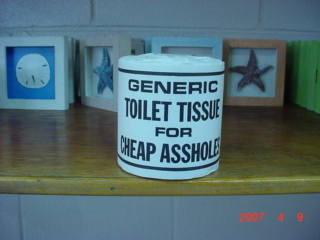 GENERIC
TOILET TISSUE
FOR
CHEAP ASSHOLES
2007 4 9